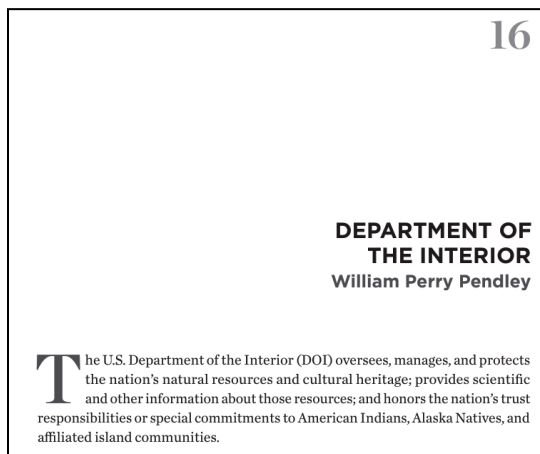 16
DEPARTMENT OF
THE INTERIOR
William Perry Pendley
The U.S. Department of the Interior (DOI) oversees, manages, and protects
the nation’s natural resources and cultural heritage; provides scientific
and other information about those resources; and honors the nation’s trust
responsibilities or special commitments to American Indians, Alaska Natives, and
affiliated island communities.